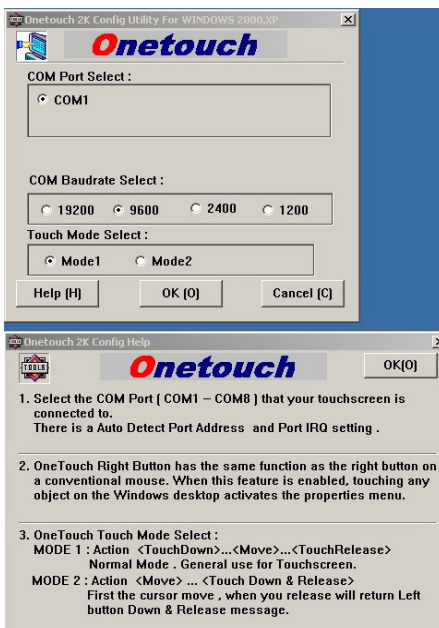 Onetouch 2K Config Utility For WINDOWS 2000,XP
Onetouch
COM Port Select :
COM1
COM Baudrate Select :
19200 9600 2400 1200
Touch Mode Select :
Mode1 Mode2
Help (H) OK (O) Cancel (C)
Onetouch 2K Config Help
TOOLS Onetouch OK(O)
1. Select the COM Port ( COM1 – COM8 ) that your touchscreen is
connected to.
There is a Auto Detect Port Address and Port IRQ setting .
2. OneTouch Right Button has the same function as the right button on
a conventional mouse. When this feature is enabled, touching any
object on the Windows desktop activates the properties menu.
3. OneTouch Touch Mode Select :
MODE 1 : Action <TouchDown>...<Move>...<TouchRelease>
Normal Mode . General use for Touchscreen.
MODE 2 : Action <Move> ... <Touch Down & Release>
First the cursor move , when you release will return Left
button Down & Release message.